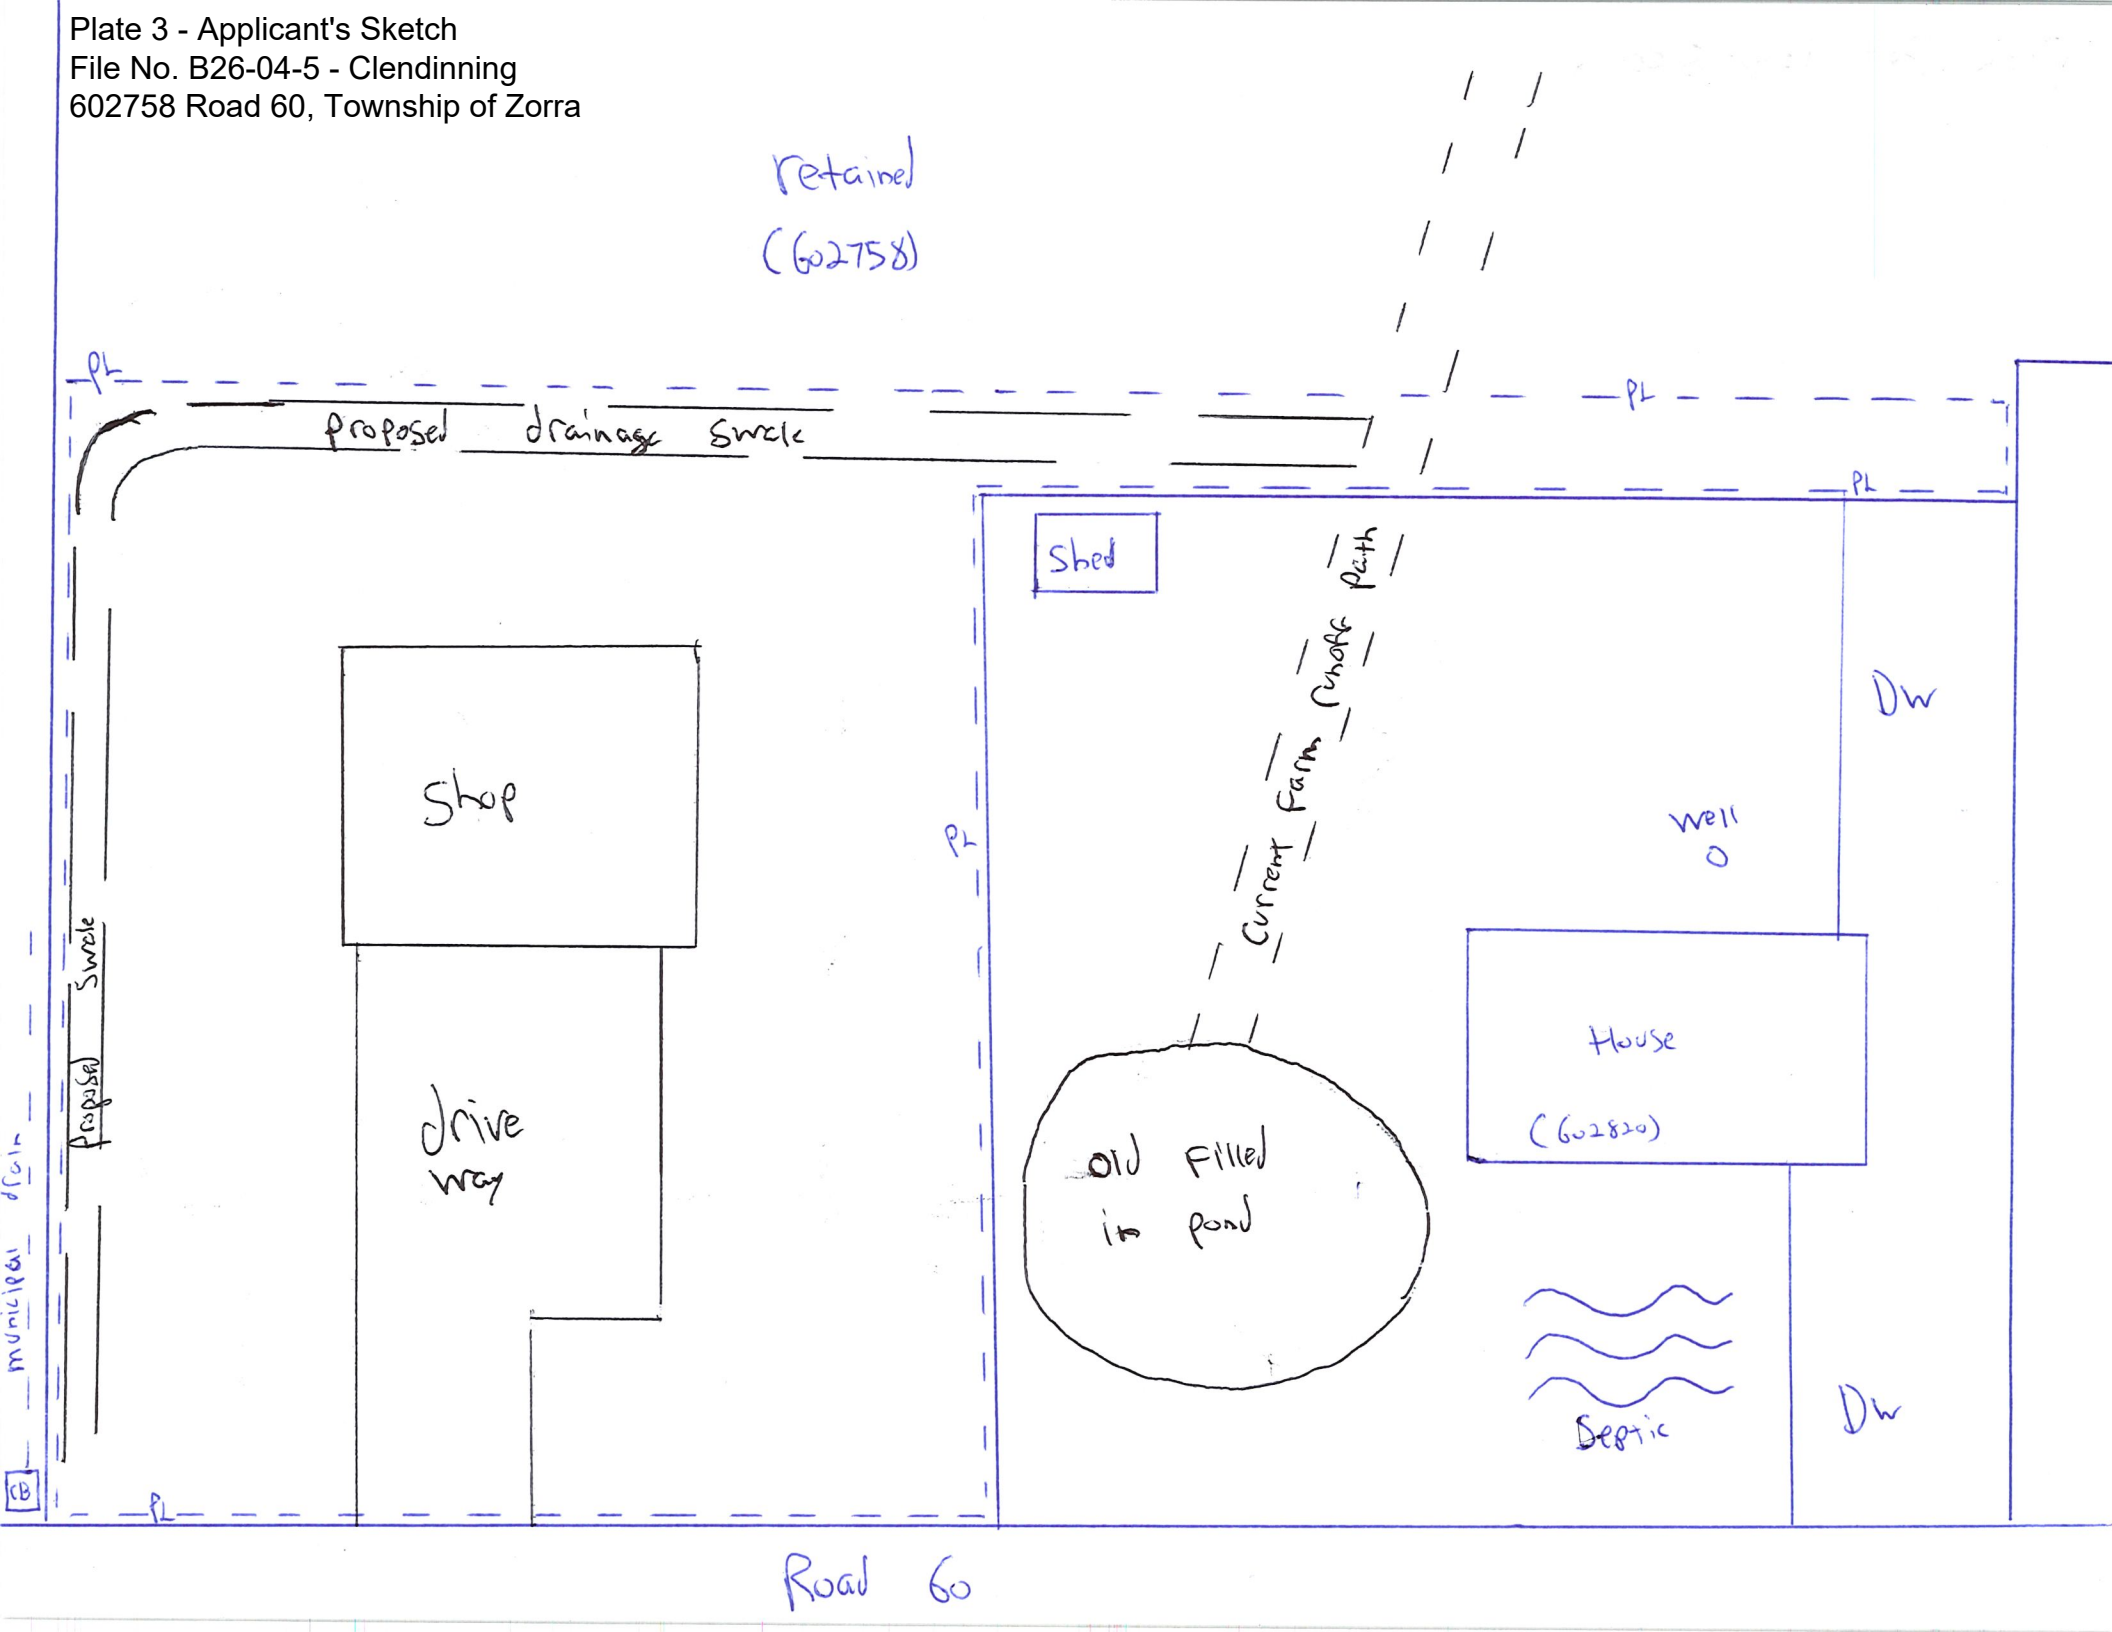 Plate 3 - Applicant's Sketch
File No. B26-04-5 - Clendinning
602758 Road 60, Township of Zorra
retained
(602758)
PL
PL
proposed drainage swale
PL
Shed
Current Farm runoff path
DW
Shop
well
PL
proposed swale
House
(602820)
drive
way
old filled
in pond
municipal drain
DW
Septic
CB
PL
Road 60